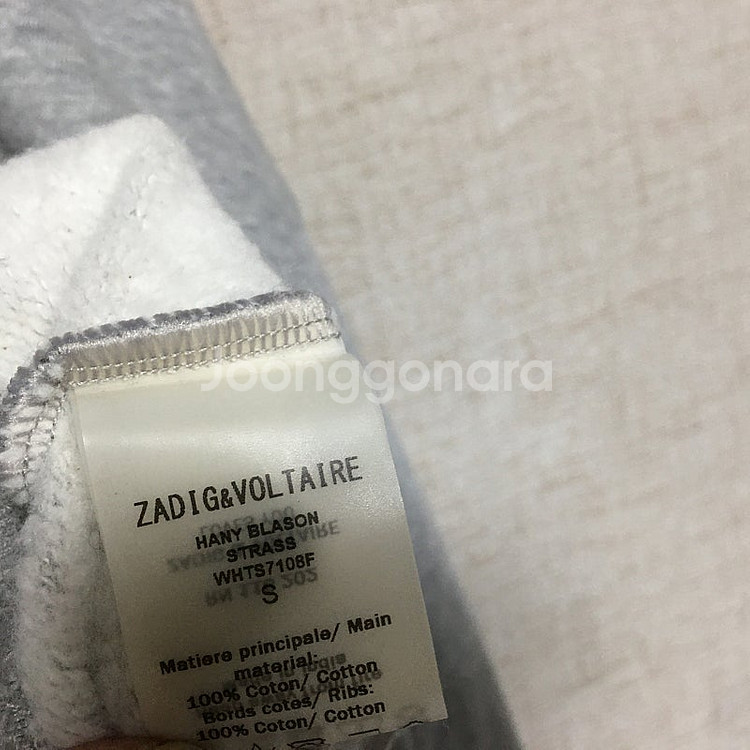 Joonggonara
ZADIG&VOLTAIRE
HANY BLASON
STRASS
WHTS7108F
S
Matiere principale/ Main
material:
100% Coton/ Cotton
Bords cotes/ Ribs:
100% Coton/ Cotton